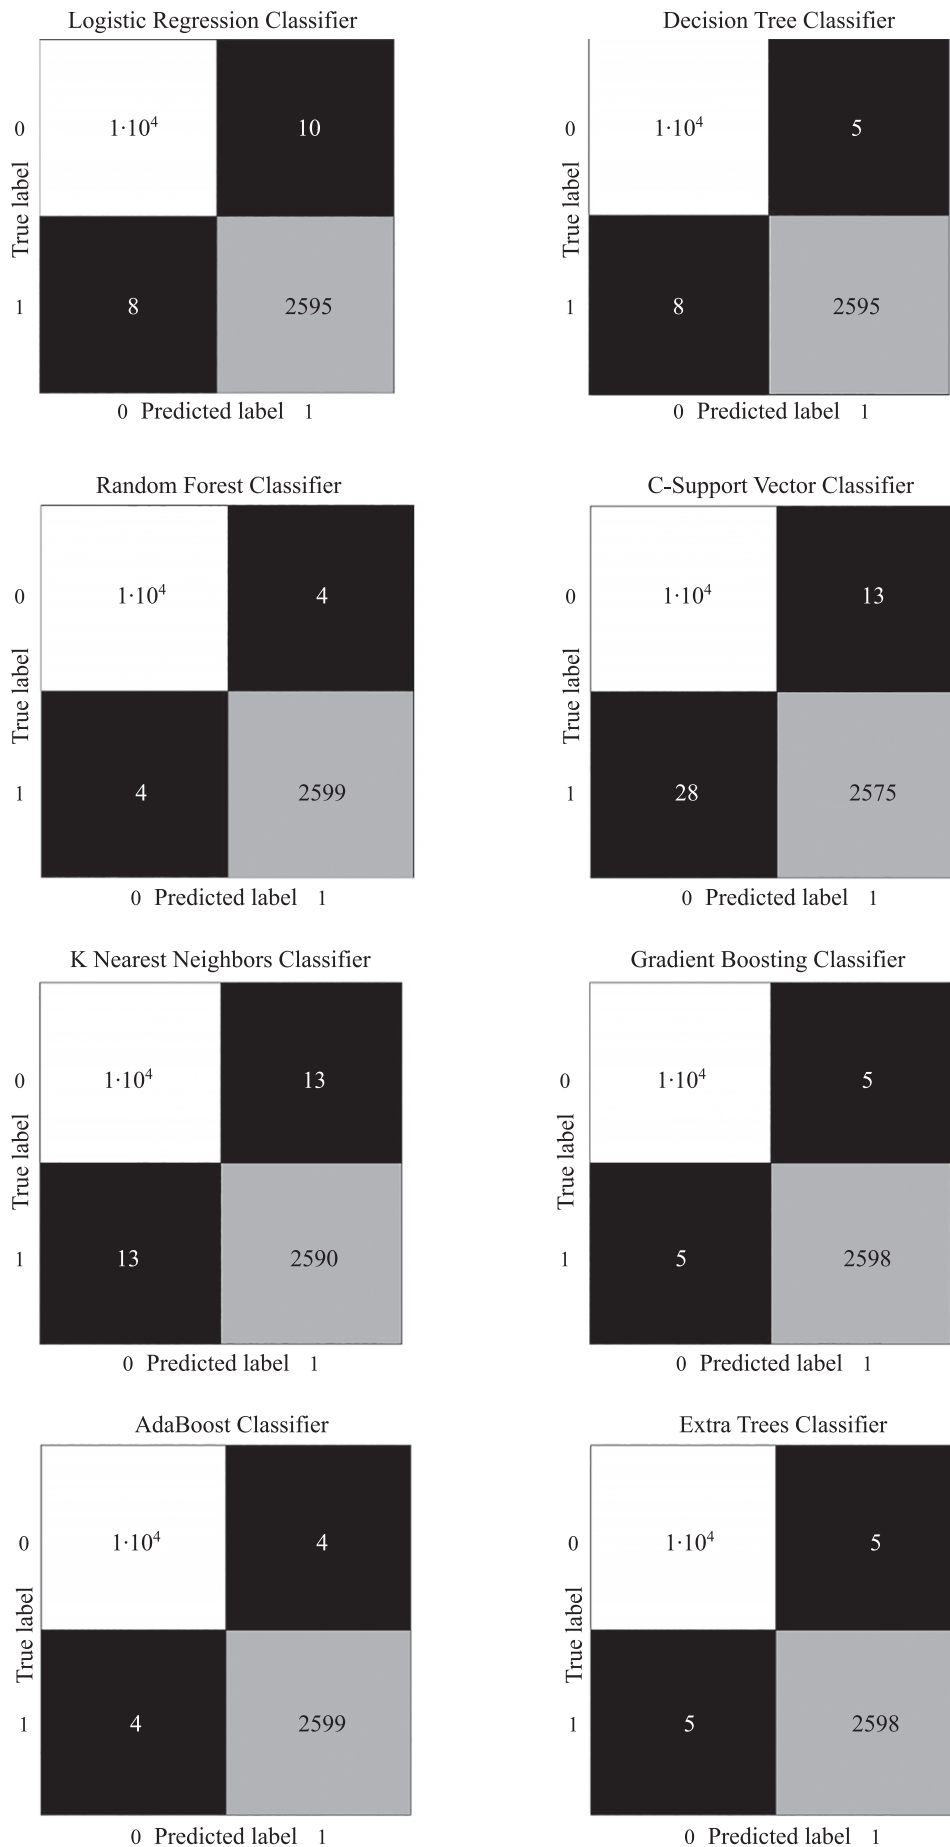 Logistic Regression Classifier
0
1·10⁴
10
True label
1
8
2595
0 Predicted label 1
Decision Tree Classifier
0
1·10⁴
5
True label
1
8
2595
0 Predicted label 1
Random Forest Classifier
0
1·10⁴
4
True label
1
4
2599
0 Predicted label 1
C-Support Vector Classifier
0
1·10⁴
13
True label
1
28
2575
0 Predicted label 1
K Nearest Neighbors Classifier
0
1·10⁴
13
True label
1
13
2590
0 Predicted label 1
Gradient Boosting Classifier
0
1·10⁴
5
True label
1
5
2598
0 Predicted label 1
AdaBoost Classifier
0
1·10⁴
4
True label
1
4
2599
0 Predicted label 1
Extra Trees Classifier
0
1·10⁴
5
True label
1
5
2598
0 Predicted label 1